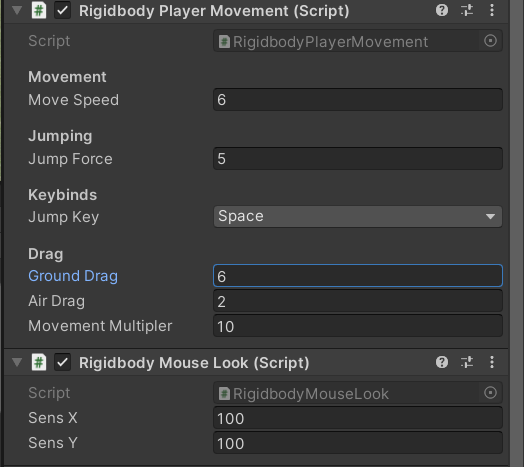 Rigidbody Player Movement (Script)
Script RigidbodyPlayerMovement
Movement
Move Speed 6
Jumping
Jump Force 5
Keybinds
Jump Key Space
Drag
Ground Drag 6
Air Drag 2
Movement Multipler 10
Rigidbody Mouse Look (Script)
Script RigidbodyMouseLook
Sens X 100
Sens Y 100